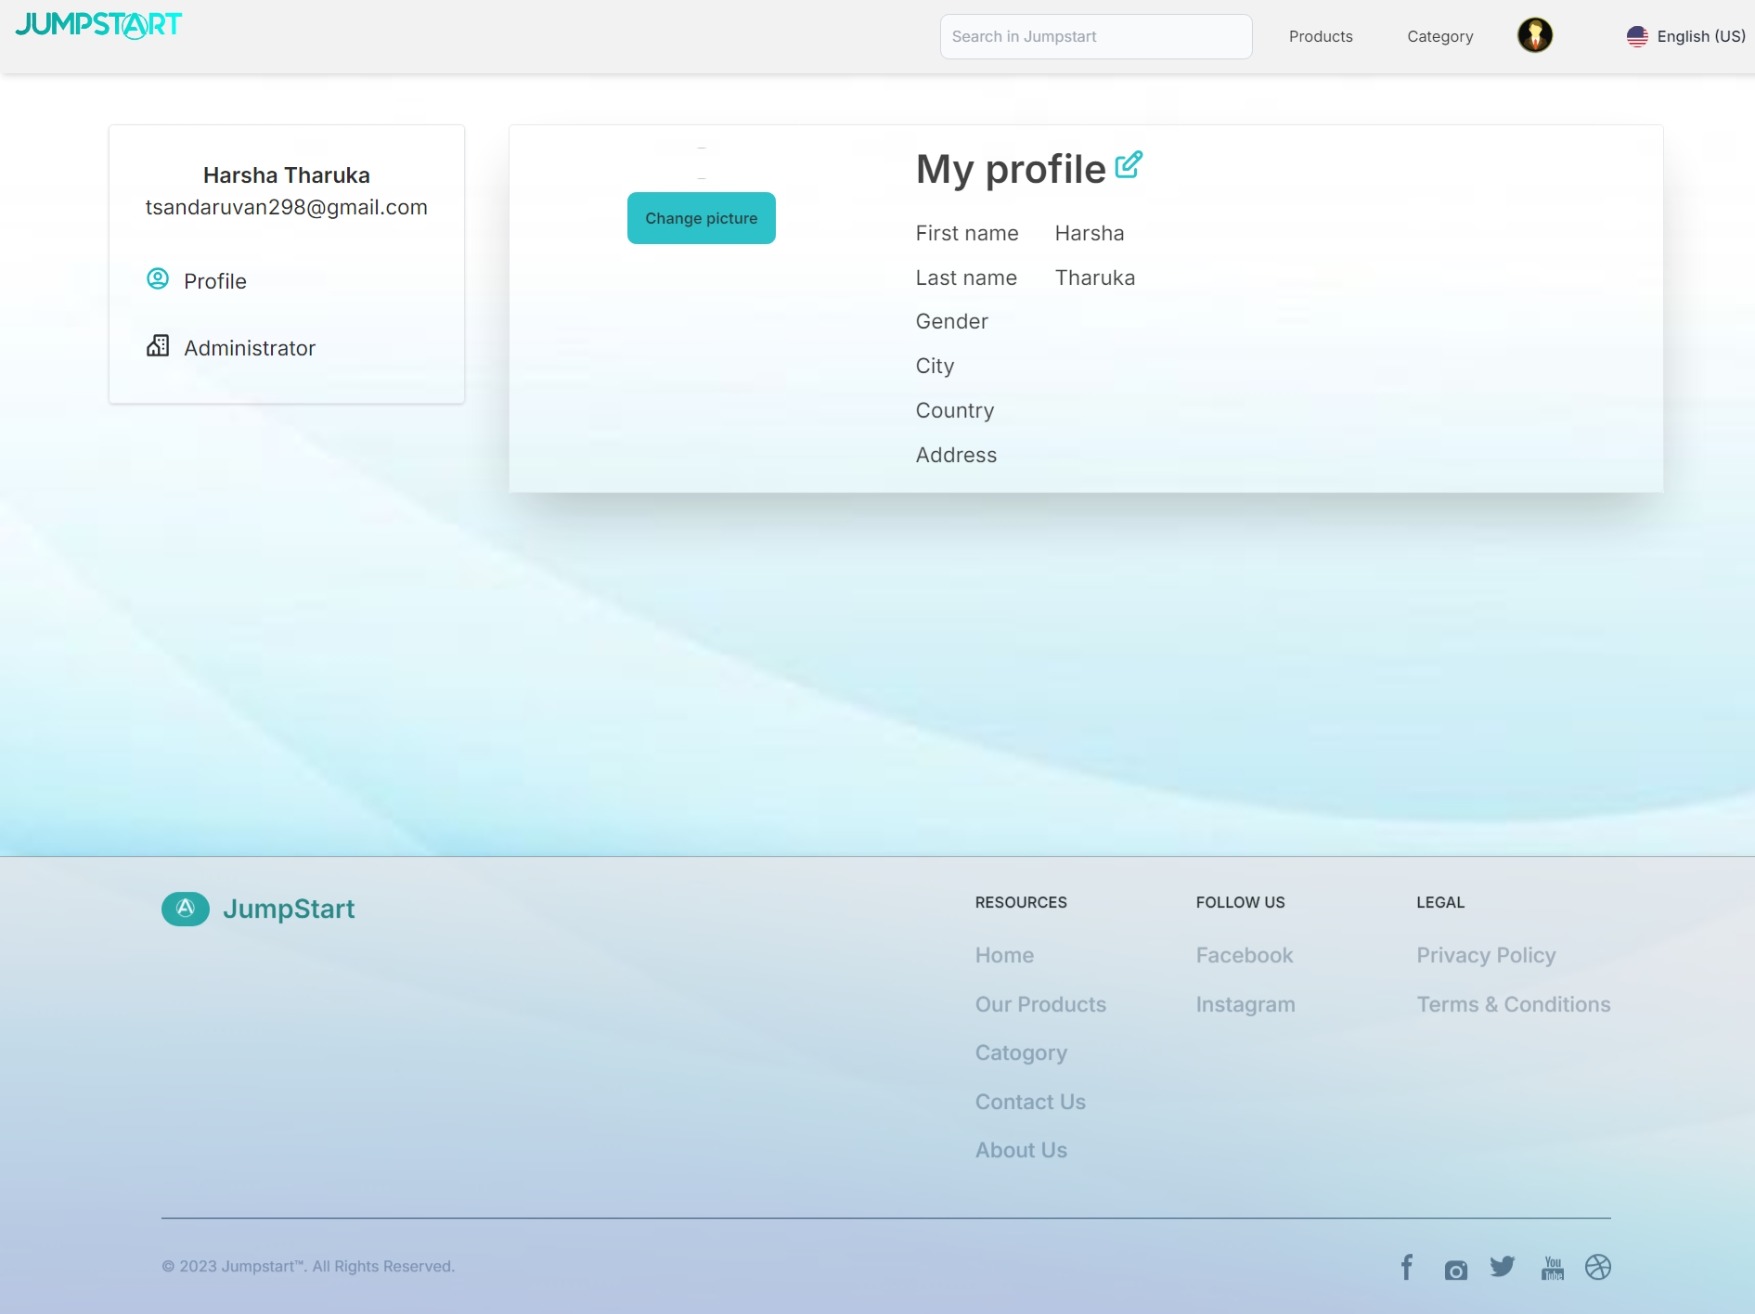 JUMPSTART
Search in Jumpstart
Products
Category
English (US)
Harsha Tharuka
tsandaruvan298@gmail.com
Profile
Administrator
Change picture
My profile
First name Harsha
Last name Tharuka
Gender
City
Country
Address
JumpStart
RESOURCES
Home
Our Products
Catogory
Contact Us
About Us
FOLLOW US
Facebook
Instagram
LEGAL
Privacy Policy
Terms & Conditions
© 2023 Jumpstart™. All Rights Reserved.
You
Tube